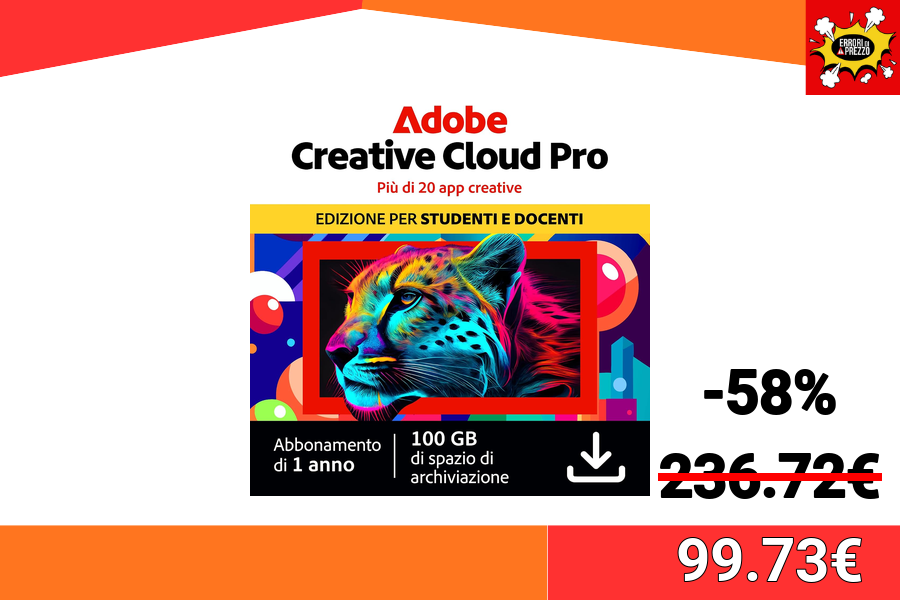 ERRORI DI
PREZZO
Adobe
Creative Cloud Pro
Più di 20 app creative
EDIZIONE PER STUDENTI E DOCENTI
Abbonamento
di 1 anno
100 GB
di spazio di
archiviazione
-58%
236.72€
99.73€